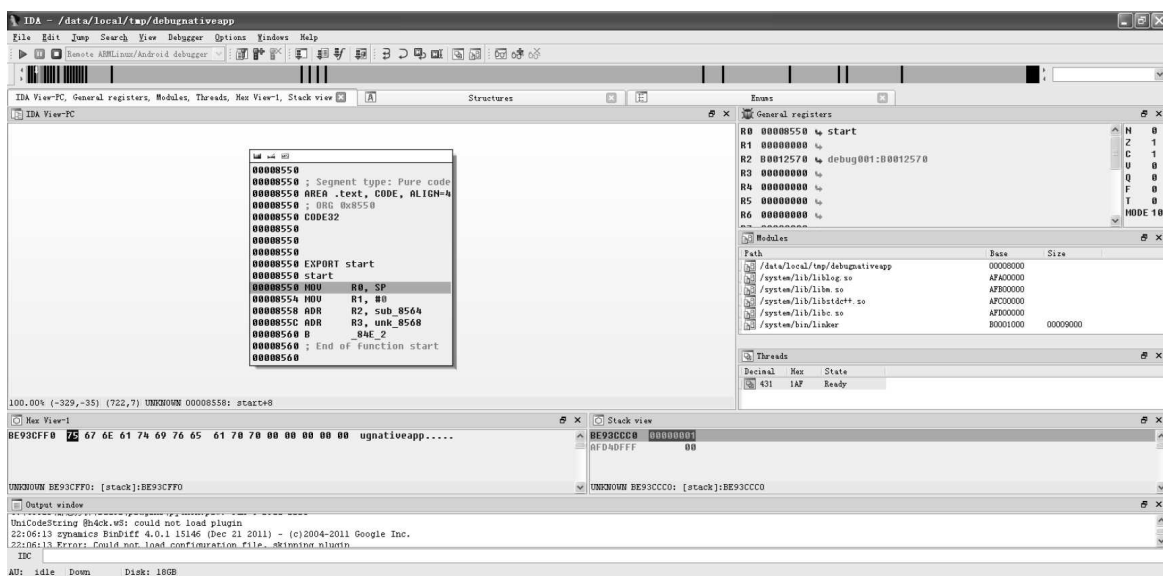 IDA - /data/local/tmp/debugnativeapp
File Edit Jump Search View Debugger Options Windows Help
Remote ARMLinux/Android debugger
IDA View-PC, General registers, Modules, Threads, Hex View-1, Stack view
Structures
Enums
IDA View-PC
00008550
00008550 ; Segment type: Pure code
00008550 AREA .text, CODE, ALIGN=4
00008550 ; ORG 0x8550
00008550 CODE32
00008550
00008550
00008550
00008550 EXPORT start
00008550 start
00008550 MOV R0, SP
00008554 MOV R1, #0
00008558 ADR R2, sub_8564
0000855C ADR R3, unk_8568
00008560 B _84E_2
00008560 ; End of function start
00008560
100.00% (-329,-35) (722,7) UNKNOWN 00008558: start+8
General registers
R0 00008550 start
R1 00000000
R2 B0012570 debug001:B0012570
R3 00000000
R4 00000000
R5 00000000
R6 00000000
N 0
Z 1
C 1
V 0
Q 0
F 0
T 0
MODE 10
Modules
Path Base Size
/data/local/tmp/debugnativeapp 00008000
/system/lib/liblog.so AFA00000
/system/lib/libm.so AFB00000
/system/lib/libstdc++.so AFC00000
/system/lib/libc.so AFD00000
/system/bin/linker B0001000 00009000
Threads
Decimal Hex State
431 1AF Ready
Hex View-1
BE93CFF0 75 67 6E 61 74 69 76 65 61 70 70 00 00 00 00 00 ugnativeapp.....
UNKNOWN BE93CFF0: [stack]:BE93CFF0
Stack view
BE93CCC0 00000001
AFD4DFFF 00
UNKNOWN BE93CCC0: [stack]:BE93CCC0
Output window
UniCodeString @h4ck.wS: could not load plugin
22:06:13 zynamics BinDiff 4.0.1 15146 (Dec 21 2011) - (c)2004-2011 Google Inc.
22:06:13 Error: Could not load configuration file, skipping plugin
IDC
AU: idle Down Disk: 18GB